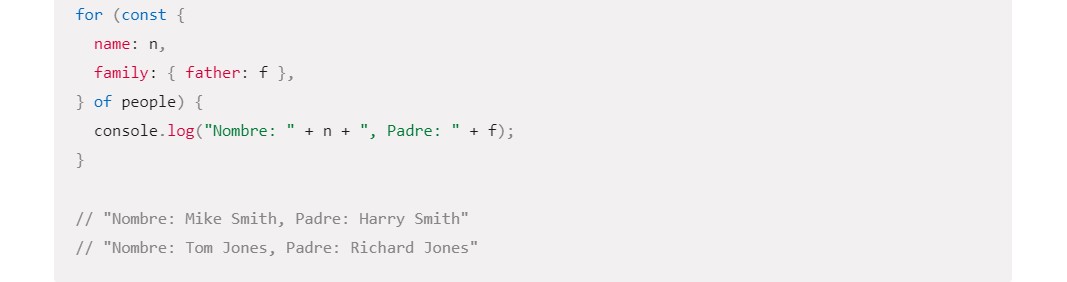 for (const {
  name: n,
  family: { father: f },
} of people) {
  console.log("Nombre: " + n + ", Padre: " + f);
}
// "Nombre: Mike Smith, Padre: Harry Smith"
// "Nombre: Tom Jones, Padre: Richard Jones"